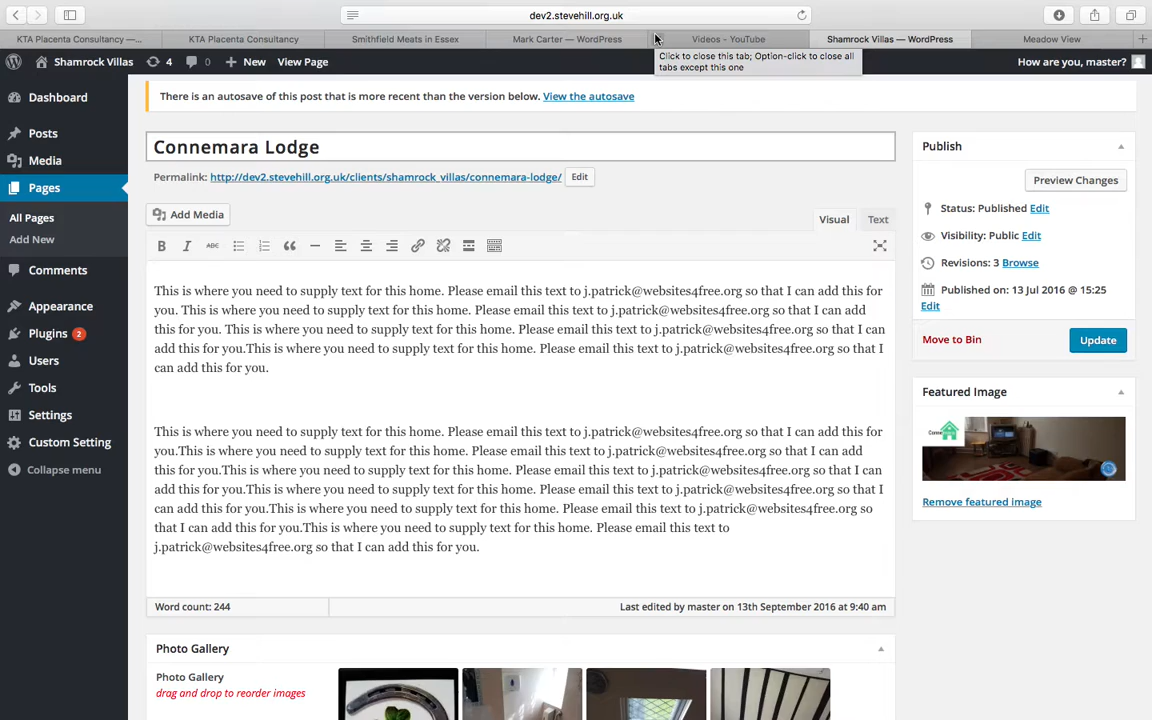 dev2.stevehill.org.uk
KTA Placenta Consultancy —...
KTA Placenta Consultancy
Smithfield Meats in Essex
Mark Carter — WordPress
Videos - YouTube
Shamrock Villas — WordPress
Meadow View
Click to close this tab; Option-click to close all
tabs except this one
Shamrock Villas
4
0
New
View Page
How are you, master?
Dashboard
Posts
Media
Pages
All Pages
Add New
Comments
Appearance
Plugins 2
Users
Tools
Settings
Custom Setting
Collapse menu
There is an autosave of this post that is more recent than the version below. View the autosave
Connemara Lodge
Permalink: http://dev2.stevehill.org.uk/clients/shamrock_villas/connemara-lodge/ Edit
Add Media
Visual
Text
B I ABC
This is where you need to supply text for this home. Please email this text to j.patrick@websites4free.org so that I can add this for
you. This is where you need to supply text for this home. Please email this text to j.patrick@websites4free.org so that I can add
this for you. This is where you need to supply text for this home. Please email this text to j.patrick@websites4free.org so that I can
add this for you.This is where you need to supply text for this home. Please email this text to j.patrick@websites4free.org so that I
can add this for you.
This is where you need to supply text for this home. Please email this text to j.patrick@websites4free.org so that I can add this for
you.This is where you need to supply text for this home. Please email this text to j.patrick@websites4free.org so that I can add
this for you.This is where you need to supply text for this home. Please email this text to j.patrick@websites4free.org so that I can
add this for you.This is where you need to supply text for this home. Please email this text to j.patrick@websites4free.org so that I
can add this for you.This is where you need to supply text for this home. Please email this text to j.patrick@websites4free.org so
that I can add this for you.This is where you need to supply text for this home. Please email this text to
j.patrick@websites4free.org so that I can add this for you.
Word count: 244
Last edited by master on 13th September 2016 at 9:40 am
Photo Gallery
Photo Gallery
drag and drop to reorder images
Publish
Preview Changes
Status: Published Edit
Visibility: Public Edit
Revisions: 3 Browse
Published on: 13 Jul 2016 @ 15:25
Edit
Move to Bin
Update
Featured Image
Remove featured image